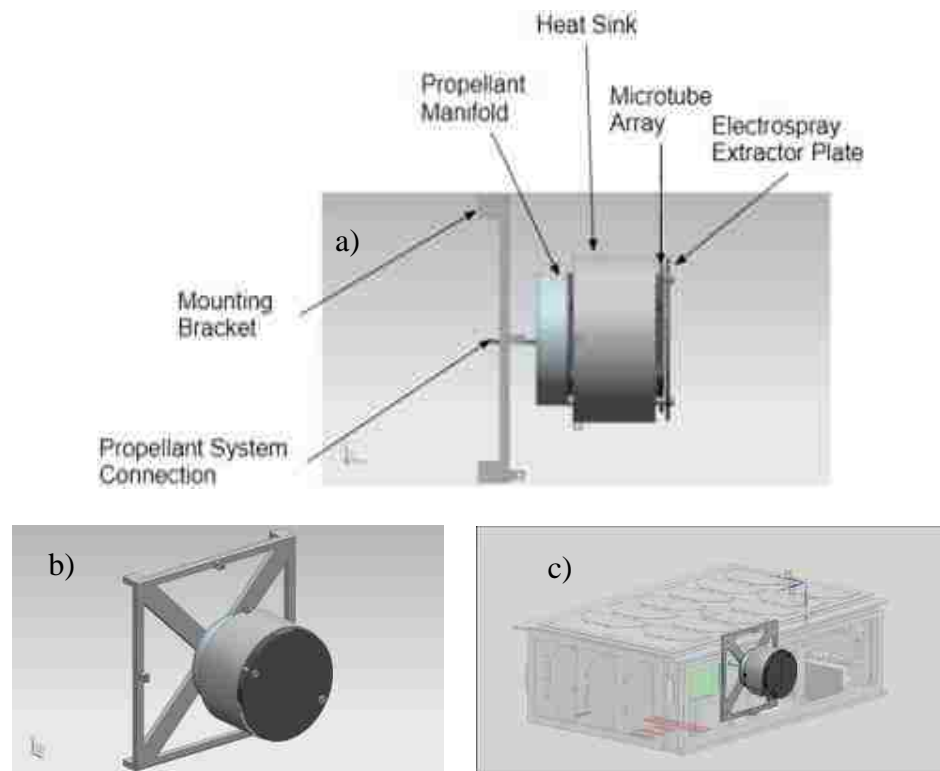 Heat Sink
Propellant
Manifold
Microtube
Array
Electrospray
Extractor Plate
a)
Mounting
Bracket
Propellant System
Connection
b)
c)